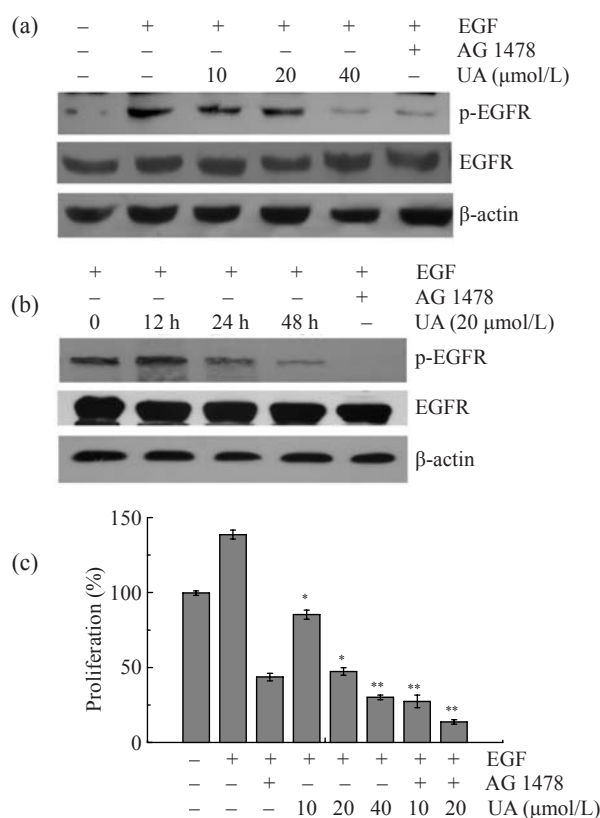 (a)
– + + + + + EGF
– – – – – + AG 1478
– – 10 20 40 – UA (μmol/L)
p-EGFR
EGFR
β-actin
(b)
+ + + + + EGF
– – – – + AG 1478
0 12 h 24 h 48 h – UA (20 μmol/L)
p-EGFR
EGFR
β-actin
(c)
Proliferation (%)
150
100
50
0
* * ** ** **
– + + + + + + + EGF
– – + – – – + + AG 1478
– – – 10 20 40 10 20 UA (μmol/L)